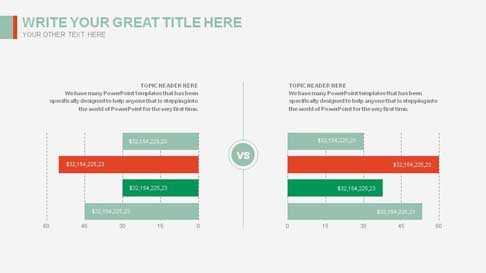 WRITE YOUR GREAT TITLE HERE
YOUR OTHER TEXT HERE
TOPIC HEADER HERE
We have many PowerPoint templates that has been
specifically designed to help anyone that is stepping into
the world of PowerPoint for the very first time.
$32,154,225,23
$32,154,225,23
$32,154,225,23
$32,154,225,23
60 45 30 15 0
VS
TOPIC HEADER HERE
We have many PowerPoint templates that has been
specifically designed to help anyone that is stepping into
the world of PowerPoint for the very first time.
$32,154,225,23
$32,154,225,23
$32,154,225,23
$32,154,225,23
0 15 30 45 60